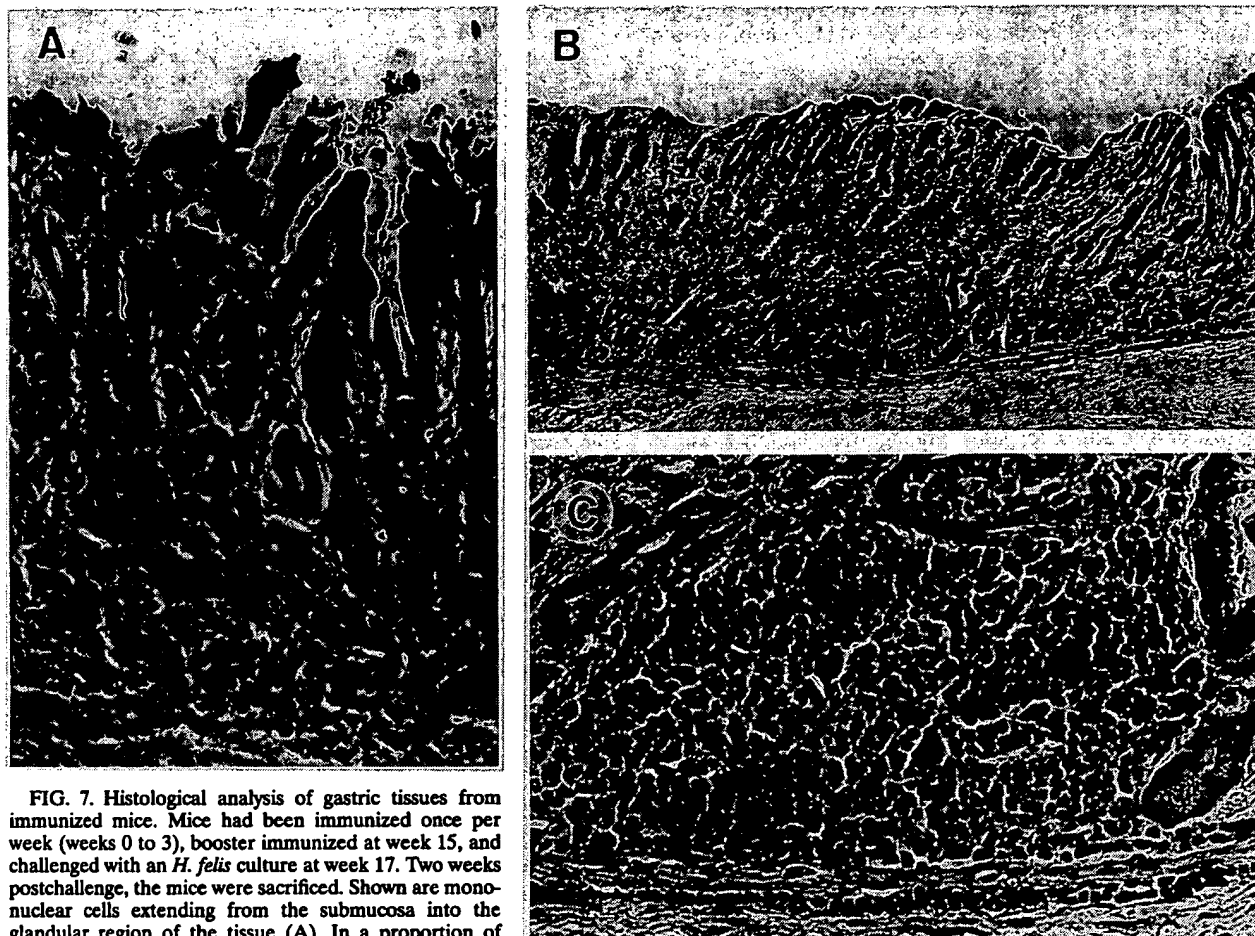 A
B
C
FIG. 7. Histological analysis of gastric tissues from
immunized mice. Mice had been immunized once per
week (weeks 0 to 3), booster immunized at week 15, and
challenged with an H. felis culture at week 17. Two weeks
postchallenge, the mice were sacrificed. Shown are mono-
nuclear cells extending from the submucosa into the
glandular region of the tissue (A). In a proportion of